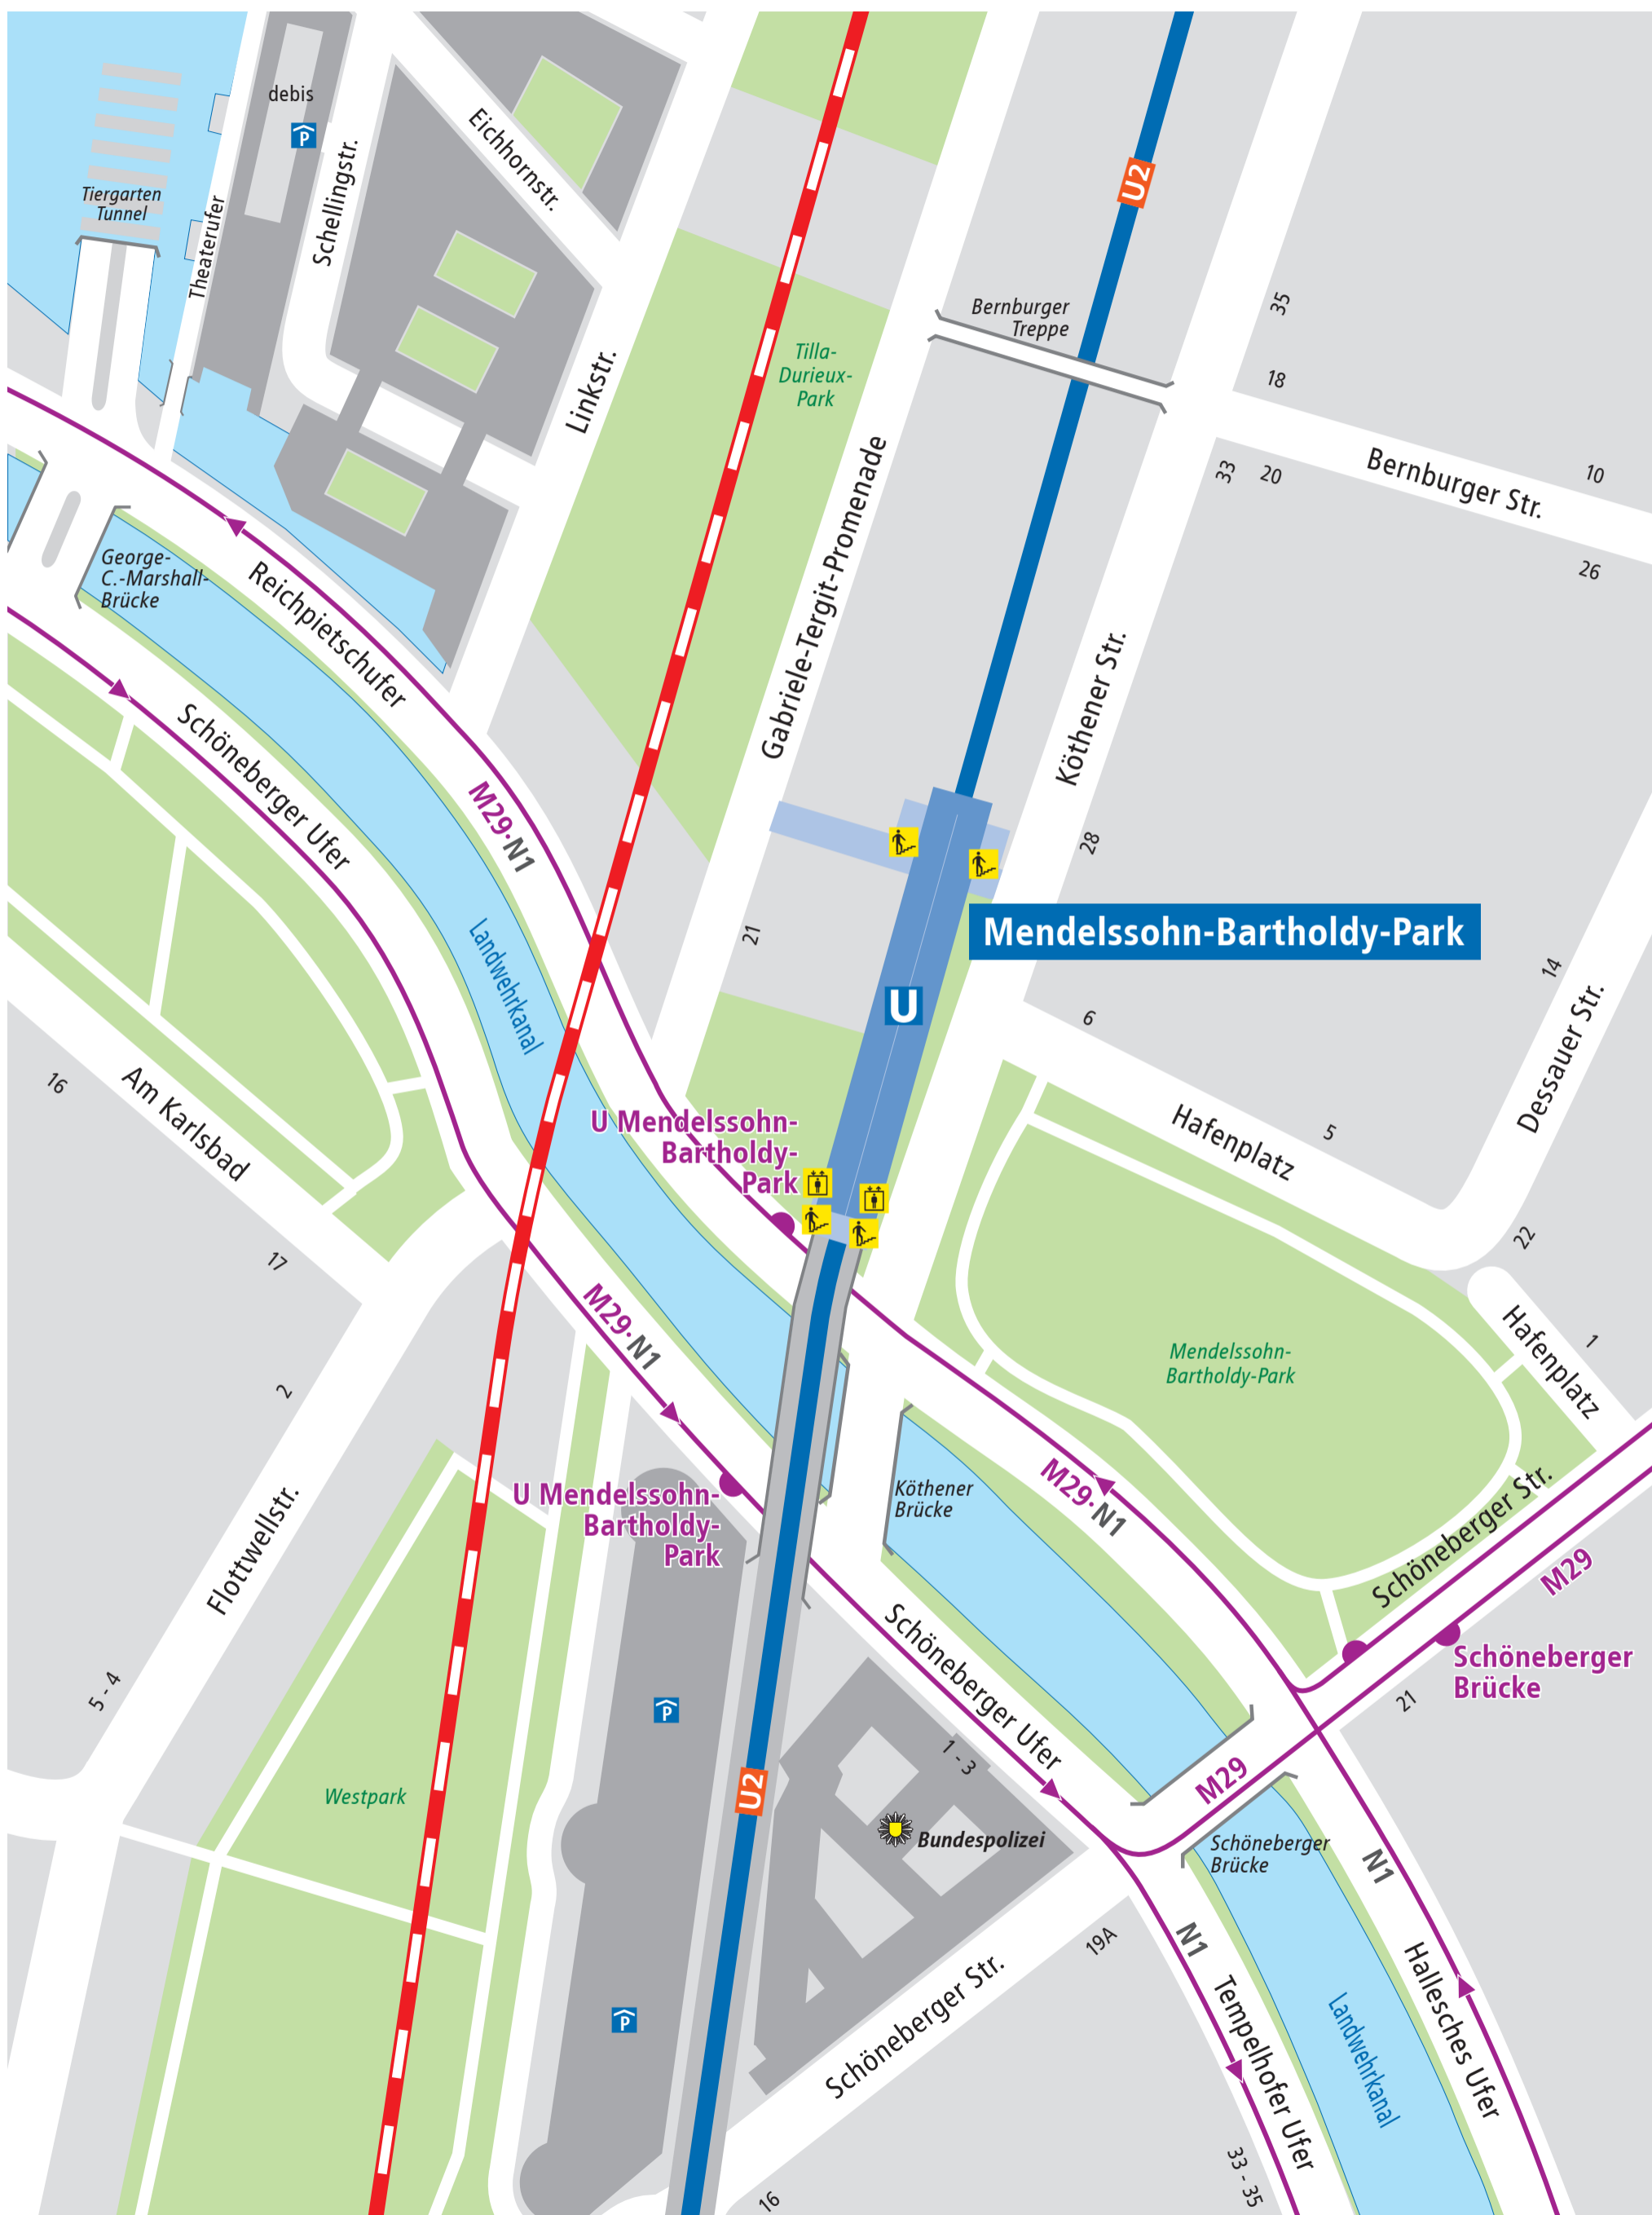 debis
P
U2
Eichhornstr.
Schellingstr.
Tiergarten
Tunnel
Theaterufer
Bernburger
Treppe
35
18
Tilla-
Durieux-
Park
Linkstr.
Bernburger Str.
10
33
20
26
George-
C.-Marshall-
Brücke
Reichpietschufer
Gabriele-Tergit-Promenade
Köthener Str.
Schöneberger Ufer
M29·N1
28
21
Mendelssohn-Bartholdy-Park
Landwehrkanal
U
14
6
Dessauer Str.
16
Am Karlsbad
U Mendelssohn-
Bartholdy-
Park
Hafenplatz
5
17
22
M29·N1
Mendelssohn-
Bartholdy-Park
Hafenplatz
1
2
U Mendelssohn-
Bartholdy-
Park
Köthener
Brücke
M29·N1
Schöneberger Str.
M29
Flottwellstr.
Schöneberger Ufer
Schöneberger
Brücke
5 - 4
21
P
1 - 3
M29
U2
Westpark
Bundespolizei
Schöneberger
Brücke
N1
19A
N1
Schöneberger Str.
P
Tempelhofer Ufer
Landwehrkanal
Hallesches Ufer
33 - 35
16